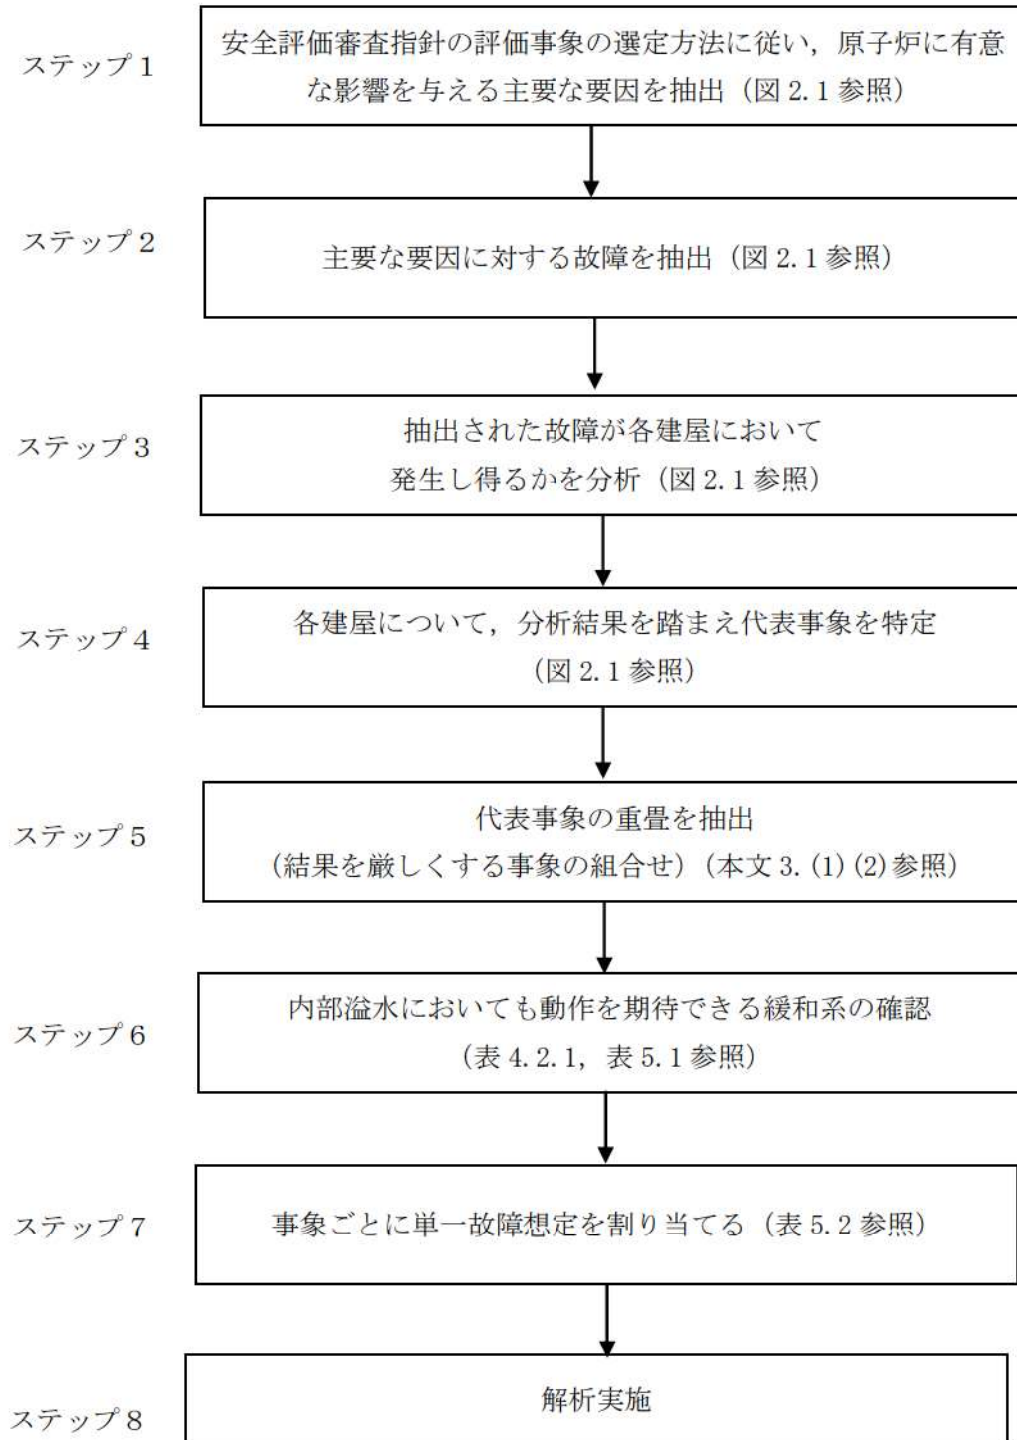 ステップ1
安全評価審査指針の評価事象の選定方法に従い，原子炉に有意
な影響を与える主要な要因を抽出（図 2.1 参照）
ステップ2
主要な要因に対する故障を抽出（図 2.1 参照）
ステップ3
抽出された故障が各建屋において
発生し得るかを分析（図 2.1 参照）
ステップ4
各建屋について，分析結果を踏まえ代表事象を特定
（図 2.1 参照）
ステップ5
代表事象の重畳を抽出
（結果を厳しくする事象の組合せ）（本文 3.(1)(2)参照）
ステップ6
内部溢水においても動作を期待できる緩和系の確認
（表 4.2.1，表 5.1 参照）
ステップ7
事象ごとに単一故障想定を割り当てる（表 5.2 参照）
ステップ8
解析実施